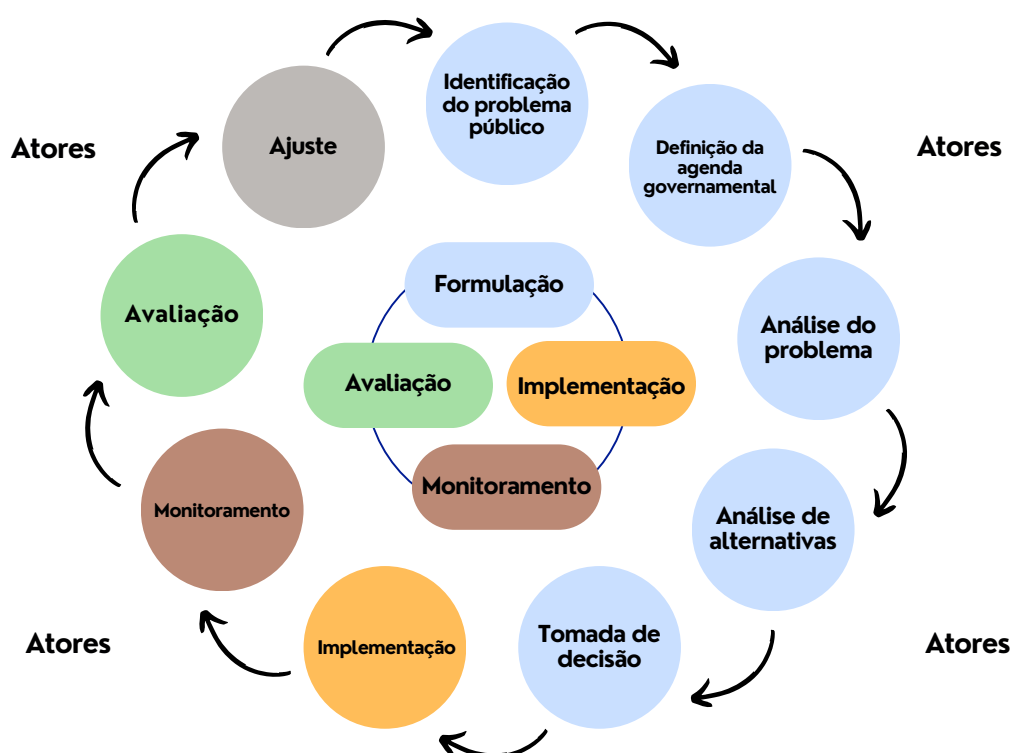 Identificação
do problema
público
Definição da
agenda
governamental
Análise do
problema
Análise de
alternativas
Tomada de
decisão
Implementação
Monitoramento
Avaliação
Ajuste
Formulação
Implementação
Monitoramento
Avaliação
Atores
Atores
Atores
Atores